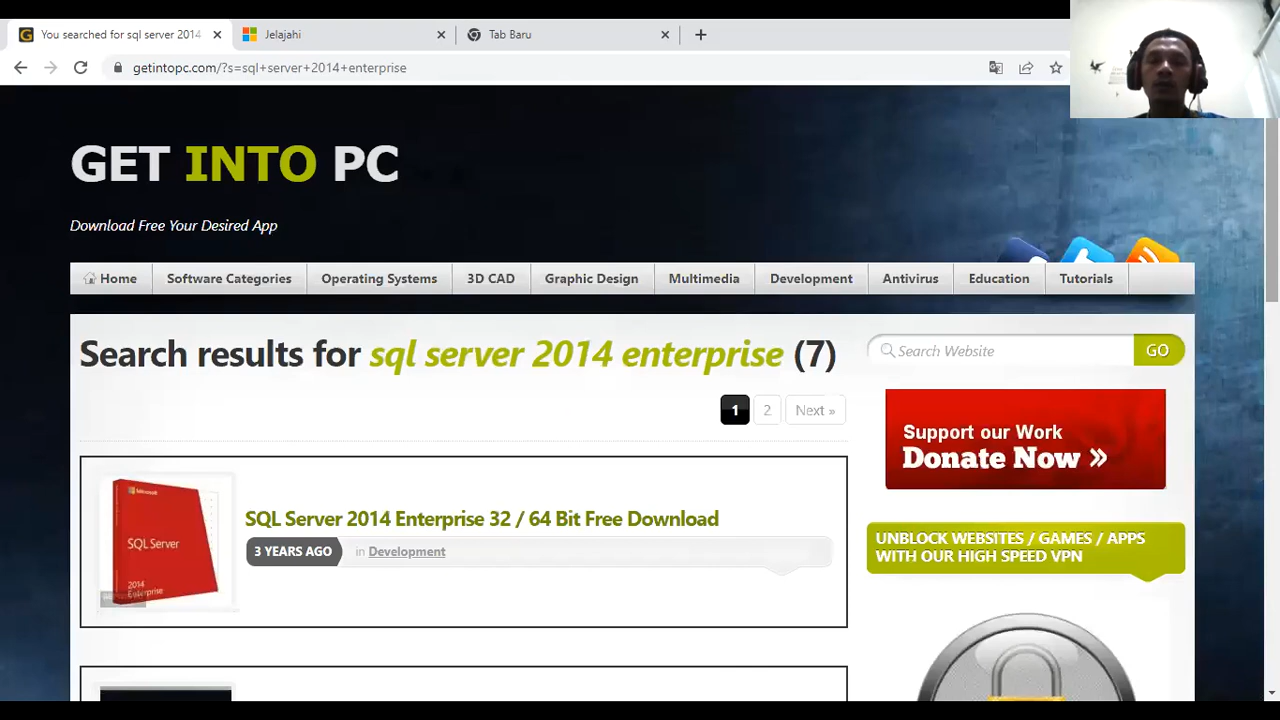 You searched for sql server 2014
Jelajahi
Tab Baru
getintopc.com/?s=sql+server+2014+enterprise
GET INTO PC
Download Free Your Desired App
Home
Software Categories
Operating Systems
3D CAD
Graphic Design
Multimedia
Development
Antivirus
Education
Tutorials
Search results for sql server 2014 enterprise (7)
Search Website
GO
1
2
Next »
Support our Work
Donate Now »
Microsoft
SQL Server
2014
Enterprise
SQL Server 2014 Enterprise 32 / 64 Bit Free Download
3 YEARS AGO
in Development
UNBLOCK WEBSITES / GAMES / APPS
WITH OUR HIGH SPEED VPN